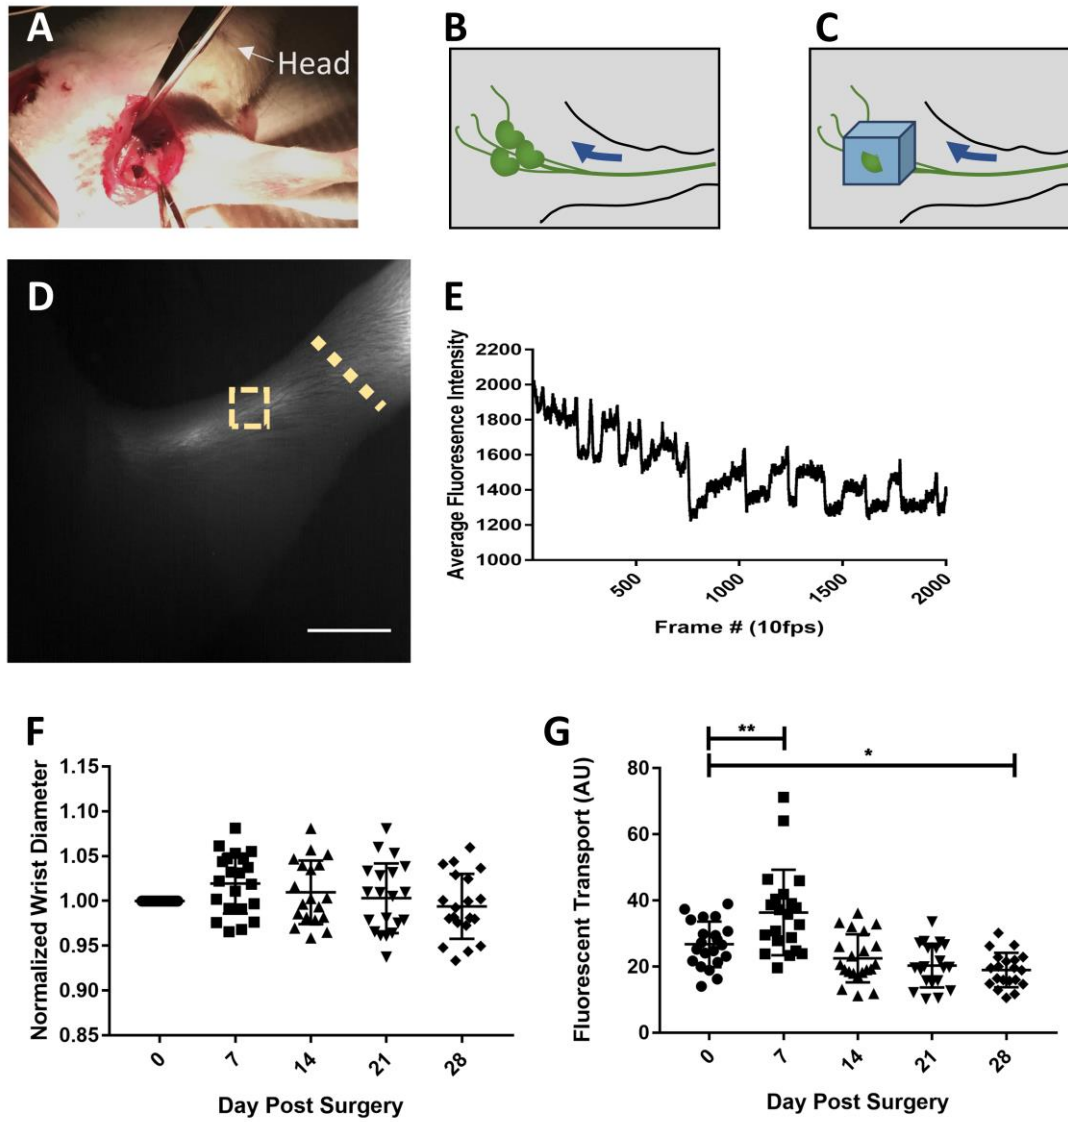 A
Head
B
C
D
E
Average Fluoresence Intensity
2200
2000
1800
1600
1400
1200
1000
500
1000
1500
2000
Frame # (10fps)
F
Normalized Wrist Diameter
1.15
1.10
1.05
1.00
0.95
0.90
0.85
0
7
14
21
28
Day Post Surgery
G
**
*
Fluorescent Transport (AU)
80
60
40
20
0
0
7
14
21
28
Day Post Surgery